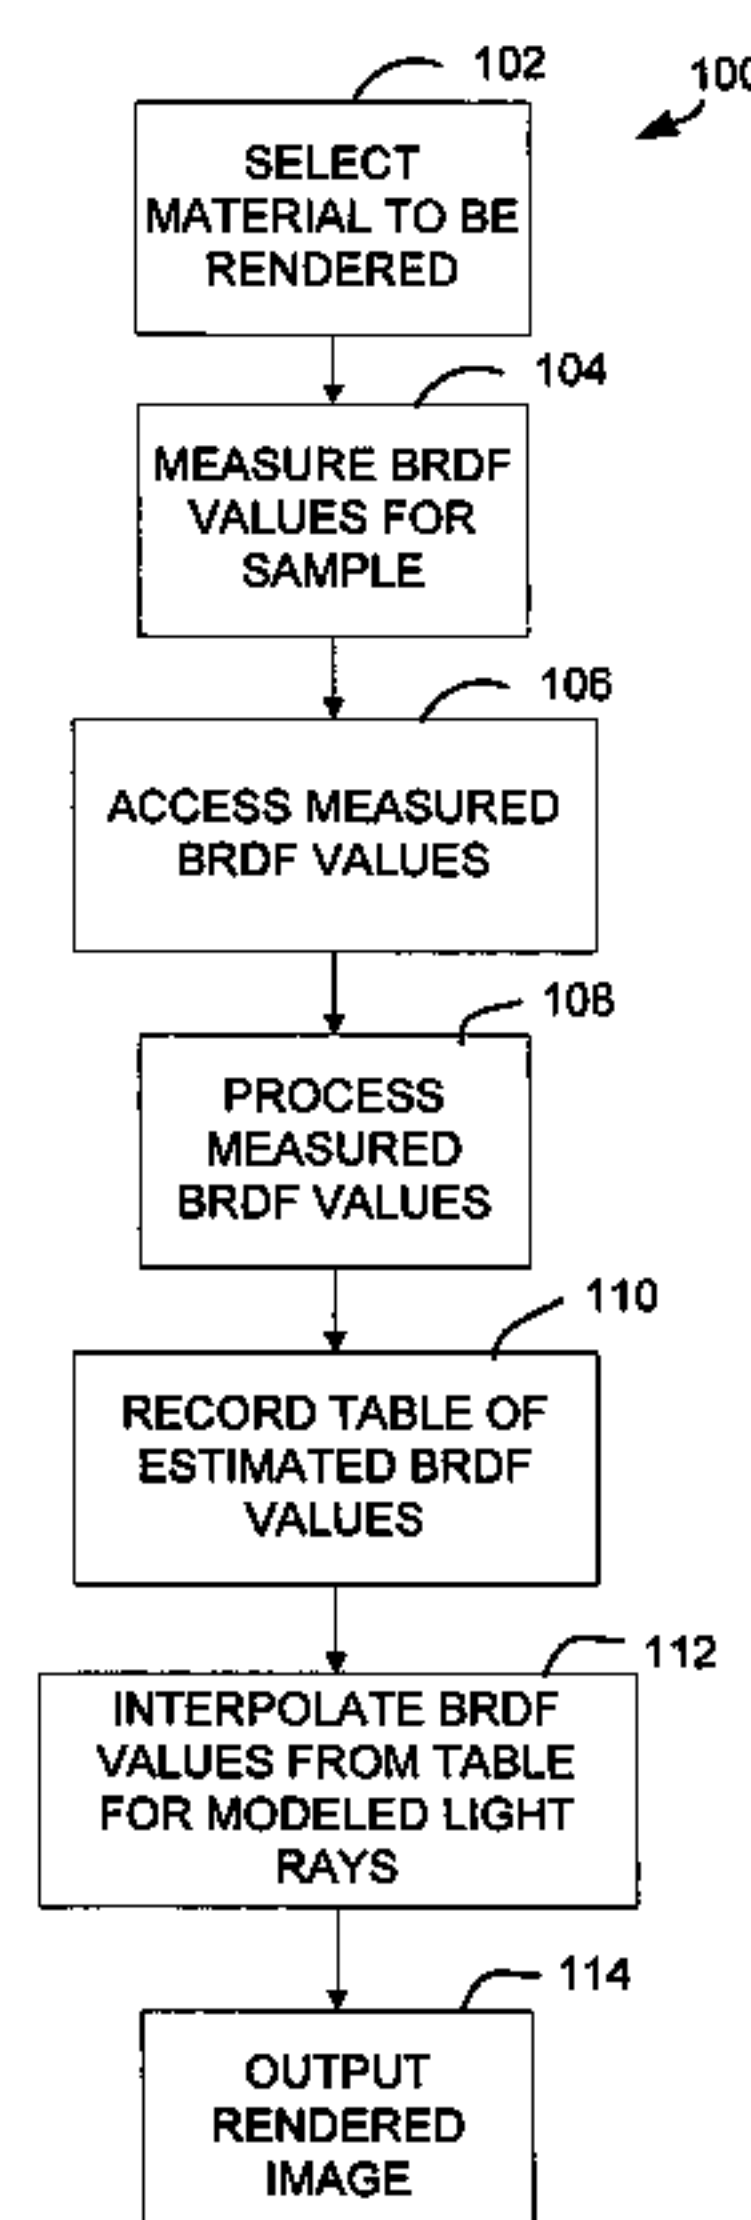 102
100
SELECT
MATERIAL TO BE
RENDERED
104
MEASURE BRDF
VALUES FOR
SAMPLE
106
ACCESS MEASURED
BRDF VALUES
108
PROCESS
MEASURED
BRDF VALUES
110
RECORD TABLE OF
ESTIMATED BRDF
VALUES
112
INTERPOLATE BRDF
VALUES FROM TABLE
FOR MODELED LIGHT
RAYS
114
OUTPUT
RENDERED
IMAGE